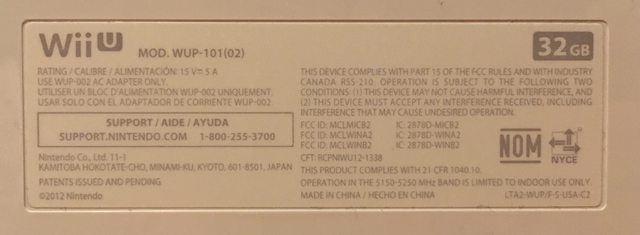 Wii U MOD. WUP-101(02)
32GB
RATING / CALIBRE / ALIMENTACIÓN: 15 V⎓ 5 A
USE WUP-002 AC ADAPTER ONLY.
UTILISER UN BLOC D'ALIMENTATION WUP-002 UNIQUEMENT.
USAR SOLO CON EL ADAPTADOR DE CORRIENTE WUP-002.
SUPPORT / AIDE / AYUDA
SUPPORT.NINTENDO.COM 1-800-255-3700
Nintendo Co., Ltd. 11-1
KAMITOBA HOKOTATE-CHO, MINAMI-KU, KYOTO, 601-8501, JAPAN
PATENTS ISSUED AND PENDING
©2012 Nintendo
THIS DEVICE COMPLIES WITH PART 15 OF THE FCC RULES AND WITH INDUSTRY
CANADA RSS-210. OPERATION IS SUBJECT TO THE FOLLOWING TWO
CONDITIONS: (1) THIS DEVICE MAY NOT CAUSE HARMFUL INTERFERENCE, AND
(2) THIS DEVICE MUST ACCEPT ANY INTERFERENCE RECEIVED, INCLUDING
INTERFERENCE THAT MAY CAUSE UNDESIRED OPERATION.
FCC ID: MCLMICB2 IC: 2878D-MICB2
FCC ID: MCLWINA2 IC: 2878D-WINA2
FCC ID: MCLWINB2 IC: 2878D-WINB2
CFT: RCPNIWU12-1338
NOM
NYCE
THIS PRODUCT COMPLIES WITH 21 CFR 1040.10.
OPERATION IN THE 5150-5250 MHz BAND IS LIMITED TO INDOOR USE ONLY.
MADE IN CHINA / HECHO EN CHINA LTA2-WUP/F-S-USA-C2